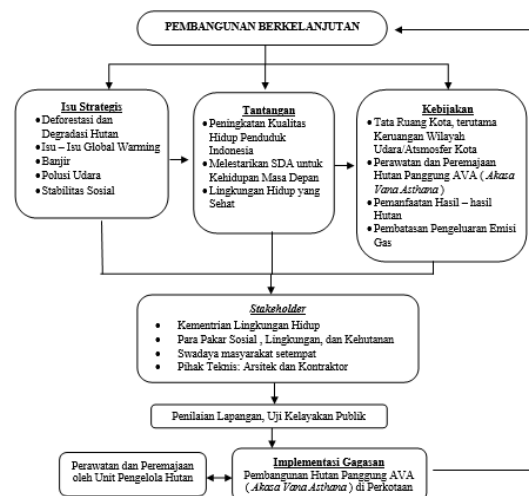 PEMBANGUNAN BERKELANJUTAN
Isu Strategis
• Deforestasi dan
Degradasi Hutan
• Isu – Isu Global Warming
• Banjir
• Polusi Udara
• Stabilitas Sosial
Tantangan
• Peningkatan Kualitas
Hidup Penduduk
Indonesia
• Melestarikan SDA untuk
Kehidupan Masa Depan
• Lingkungan Hidup yang
Sehat
Kebijakan
• Tata Ruang Kota, terutama
Keruangan Wilayah
Udara/Atsmosfer Kota
• Perawatan dan Peremajaan
Hutan Panggung AVA ( Akasa
Vana Asthana )
• Pemanfaatan Hasil – hasil
Hutan
• Pembatasan Pengeluaran Emisi
Gas
Stakeholder
• Kementrian Lingkungan Hidup
• Para Pakar Sosial , Lingkungan, dan Kehutanan
• Swadaya masyarakat setempat
• Pihak Teknis: Arsitek dan Kontraktor
Penilaian Lapangan, Uji Kelayakan Publik
Perawatan dan Peremajaan
oleh Unit Pengelola Hutan
Implementasi Gagasan
Pembangunan Hutan Panggung AVA
( Akasa Vana Asthana ) di Perkotaan